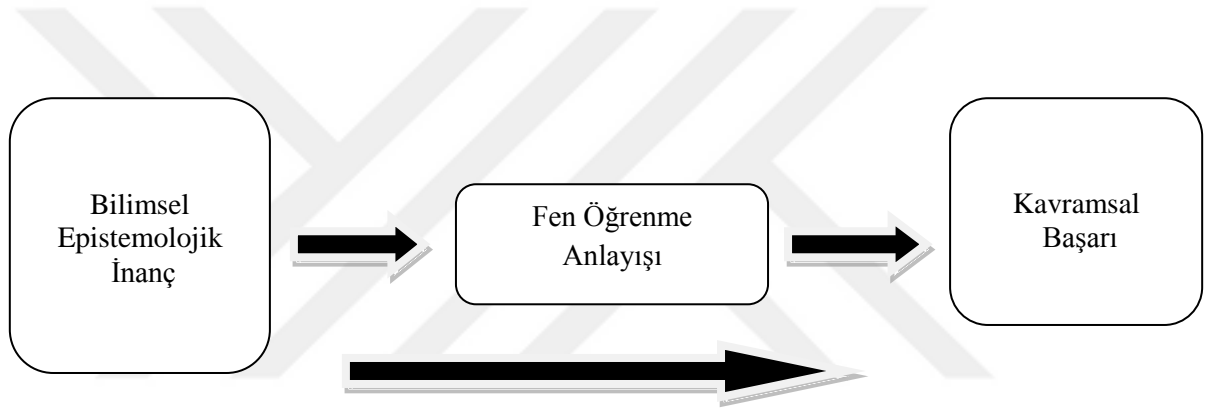 Bilimsel
Epistemolojik
İnanç
Fen Öğrenme
Anlayışı
Kavramsal
Başarı